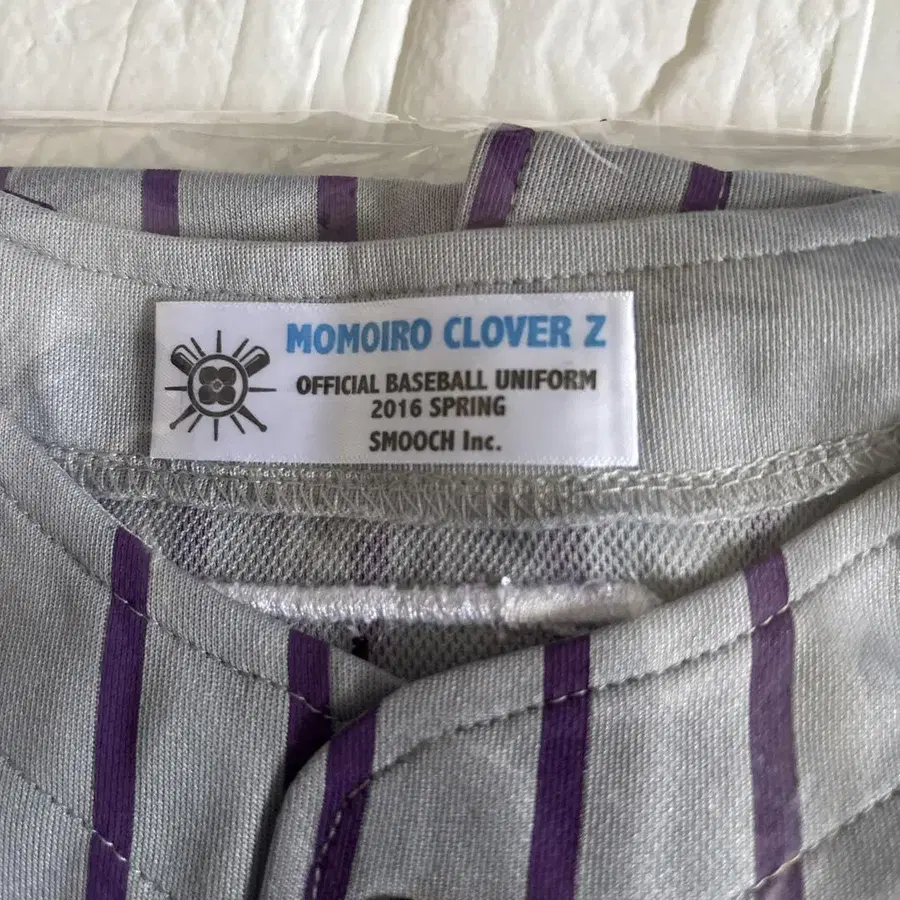 MOMOIRO CLOVER Z
OFFICIAL BASEBALL UNIFORM
2016 SPRING
SMOOCH Inc.